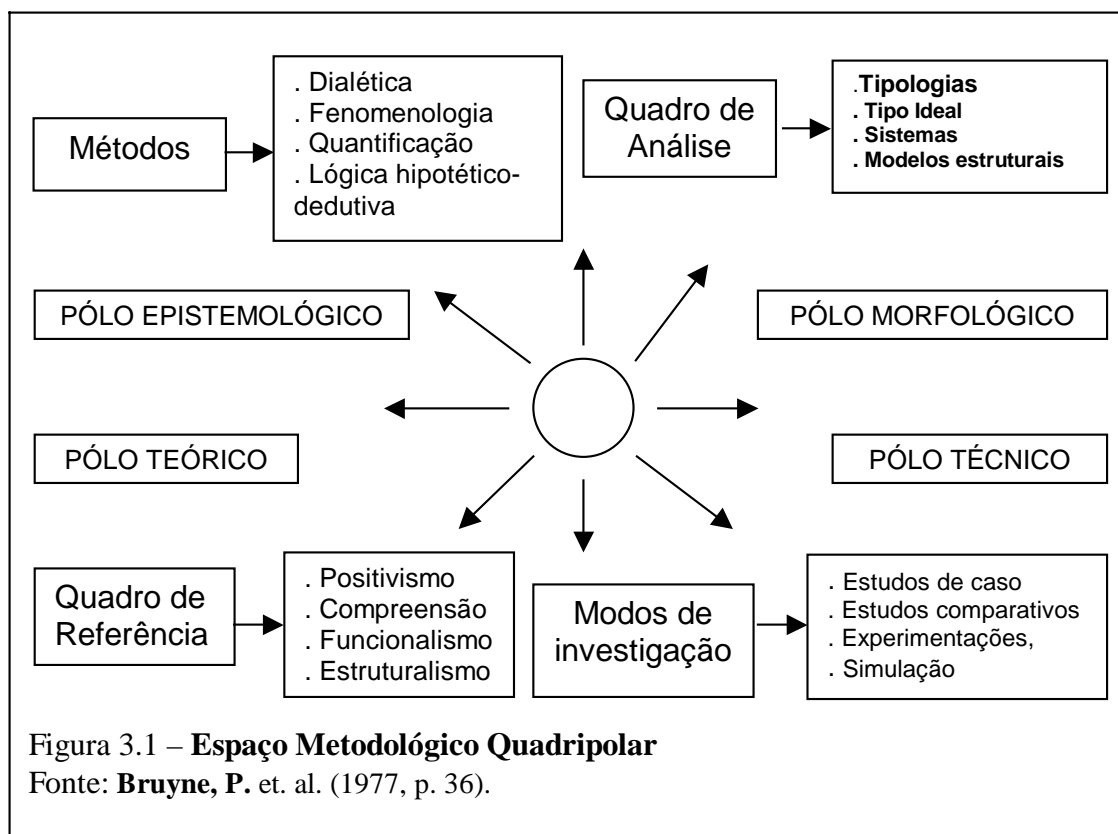 Métodos
. Dialética
. Fenomenologia
. Quantificação
. Lógica hipotético-
dedutiva
Quadro de
Análise
.Tipologias
. Tipo Ideal
. Sistemas
. Modelos estruturais
PÓLO EPISTEMOLÓGICO
PÓLO MORFOLÓGICO
PÓLO TEÓRICO
PÓLO TÉCNICO
Quadro de
Referência
. Positivismo
. Compreensão
. Funcionalismo
. Estruturalismo
Modos de
investigação
. Estudos de caso
. Estudos comparativos
. Experimentações,
. Simulação
Figura 3.1 – Espaço Metodológico Quadripolar
Fonte: Bruyne, P. et. al. (1977, p. 36).